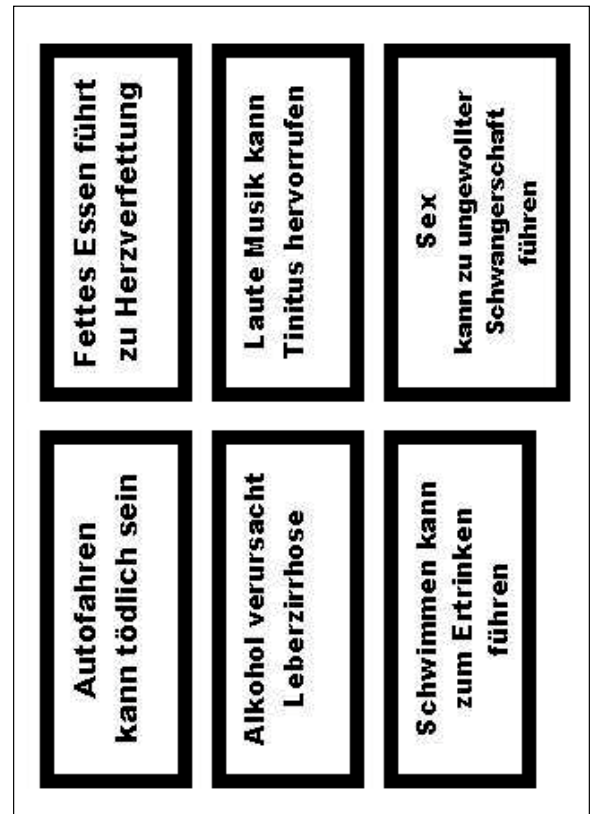 Autofahren
kann tödlich sein
Fettes Essen führt
zu Herzverfettung
Alkohol verursacht
Leberzirrhose
Laute Musik kann
Tinitus hervorrufen
Schwimmen kann
zum Ertrinken
führen
Sex
kann zu ungewollter
Schwangerschaft
führen